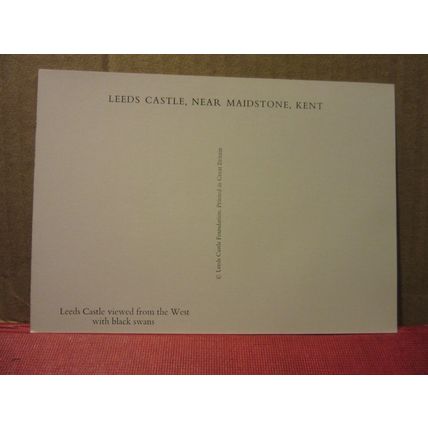 LEEDS CASTLE, NEAR MAIDSTONE, KENT
© Leeds Castle Foundation. Printed in Great Britain
Leeds Castle viewed from the West
with black swans